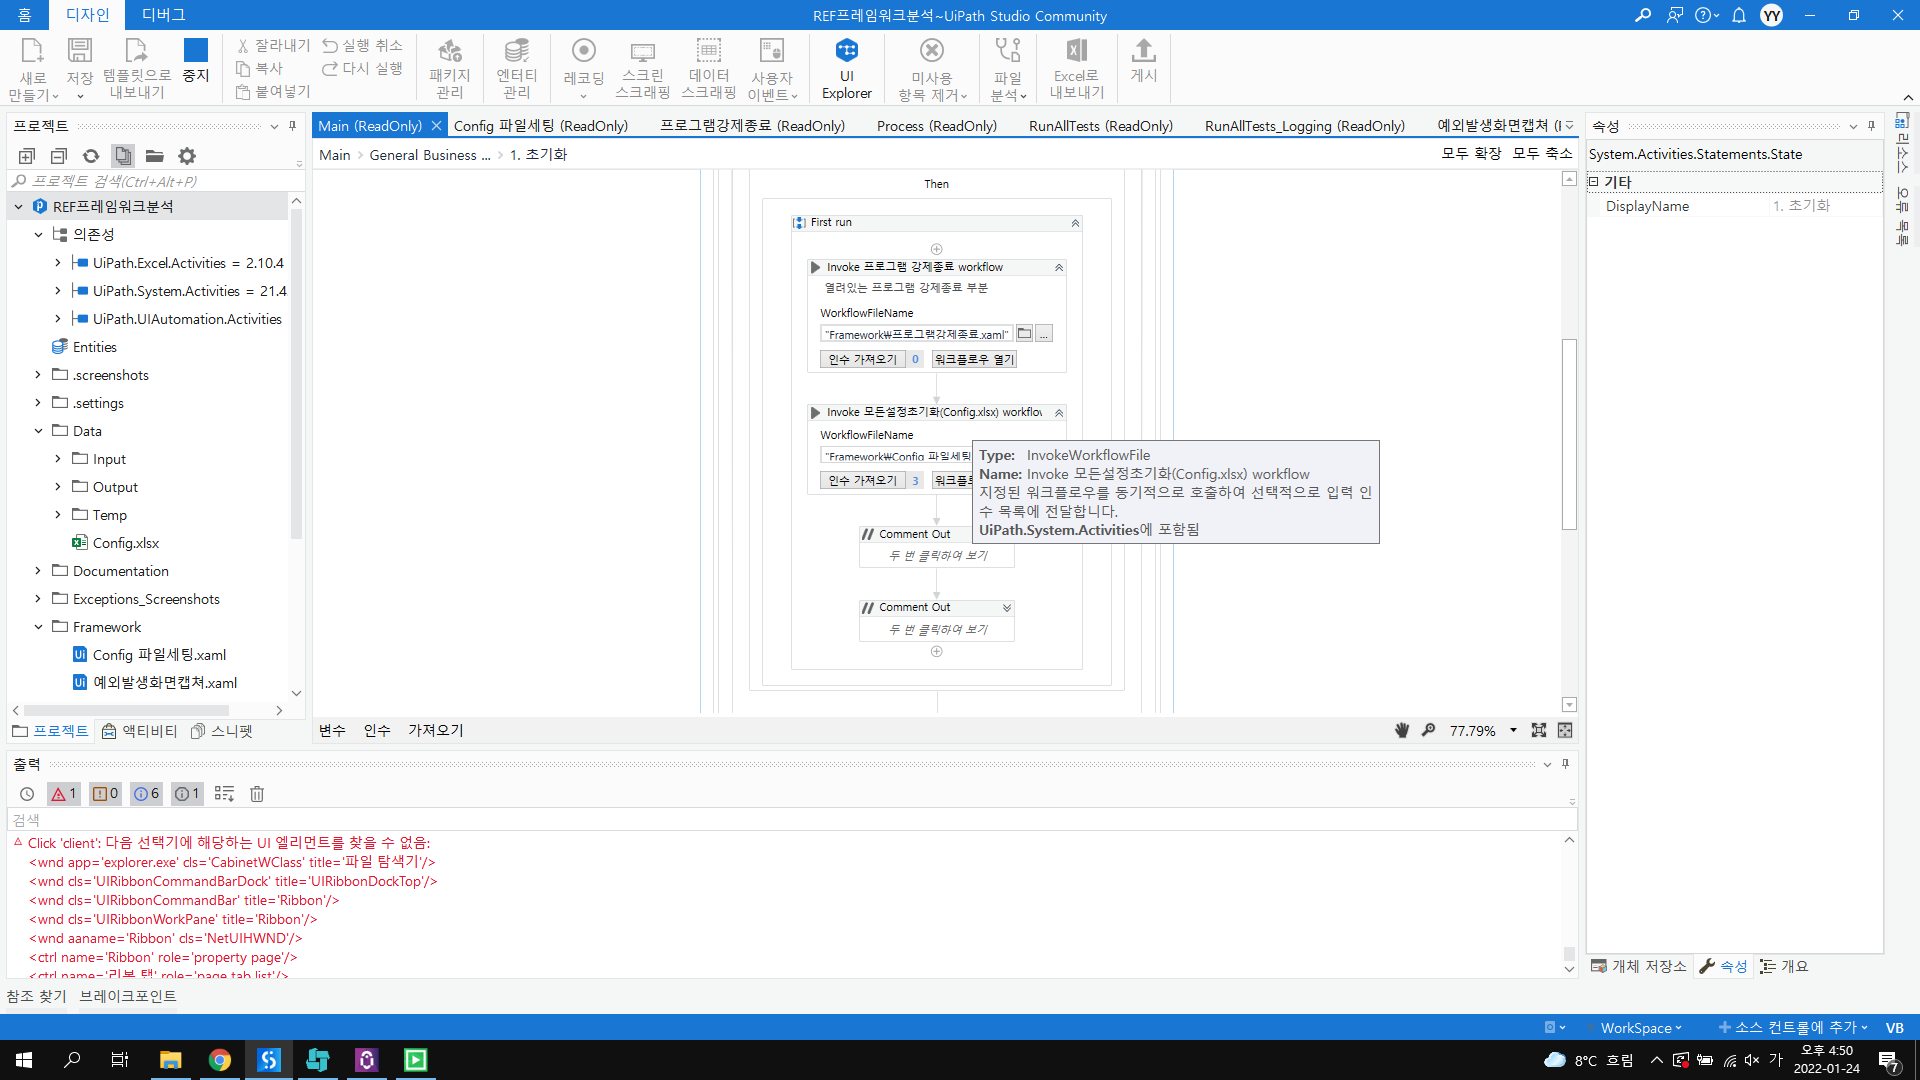 홈
디자인
디버그
REF프레임워크분석~UiPath Studio Community
YY
새로 만들기
저장
템플릿으로 내보내기
중지
잘라내기
복사
붙여넣기
실행 취소
다시 실행
패키지 관리
엔터티 관리
레코딩
스크린 스크래핑
데이터 스크래핑
사용자 이벤트
UI Explorer
미사용 항목 제거
파일 분석
Excel로 내보내기
게시
프로젝트
프로젝트 검색(Ctrl+Alt+P)
REF프레임워크분석
의존성
UiPath.Excel.Activities = 2.10.4
UiPath.System.Activities = 21.4
UiPath.UIAutomation.Activities
Entities
.screenshots
.settings
Data
Input
Output
Temp
Config.xlsx
Documentation
Exceptions_Screenshots
Framework
Config 파일세팅.xaml
예외발생화면캡쳐.xaml
프로젝트
액티비티
스니펫
Main (ReadOnly)
Config 파일세팅 (ReadOnly)
프로그램강제종료 (ReadOnly)
Process (ReadOnly)
RunAllTests (ReadOnly)
RunAllTests_Logging (ReadOnly)
예외발생화면캡쳐
Main > General Business ... > 1. 초기화
모두 확장
모두 축소
Then
First run
Invoke 프로그램 강제종료 workflow
열려있는 프로그램 강제종료 부분
WorkflowFileName
"Framework₩프로그램강제종료.xaml"
...
인수 가져오기 0
워크플로우 열기
Invoke 모든설정초기화(Config.xlsx) workflov
WorkflowFileName
"Framework₩Config 파일세팅
인수 가져오기 3
워크플로
Type: InvokeWorkflowFile
Name: Invoke 모든설정초기화(Config.xlsx) workflow
지정된 워크플로우를 동기적으로 호출하여 선택적으로 입력 인
수 목록에 전달합니다.
UiPath.System.Activities에 포함됨
// Comment Out
두 번 클릭하여 보기
// Comment Out
두 번 클릭하여 보기
변수
인수
가져오기
77.79%
속성
System.Activities.Statements.State
기타
DisplayName
1. 초기화
리소스
오류 목록
개체 저장소
속성
개요
출력
1
0
6
1
검색
Click 'client': 다음 선택기에 해당하는 UI 엘리먼트를 찾을 수 없음:
<wnd app='explorer.exe' cls='CabinetWClass' title='파일 탐색기'/>
<wnd cls='UIRibbonCommandBarDock' title='UIRibbonDockTop'/>
<wnd cls='UIRibbonCommandBar' title='Ribbon'/>
<wnd cls='UIRibbonWorkPane' title='Ribbon'/>
<wnd aaname='Ribbon' cls='NetUIHWND'/>
<ctrl name='Ribbon' role='property page'/>
<ctrl name='리본 탭' role='page tab list'/>
참조 찾기
브레이크포인트
WorkSpace
소스 컨트롤에 추가
VB
8°C 흐림
가
오후 4:50
2022-01-24
7